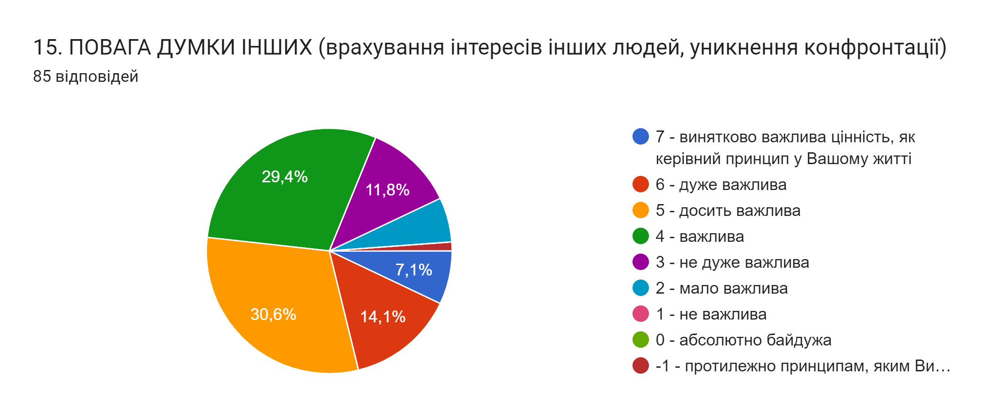 15. ПОВАГА ДУМКИ ІНШИХ (врахування інтересів інших людей, уникнення конфронтації)
85 відповідей
29,4%
11,8%
7,1%
30,6%
14,1%
7 - винятково важлива цінність, як
керівний принцип у Вашому житті
6 - дуже важлива
5 - досить важлива
4 - важлива
3 - не дуже важлива
2 - мало важлива
1 - не важлива
0 - абсолютно байдужа
-1 - протилежно принципам, яким Ви…